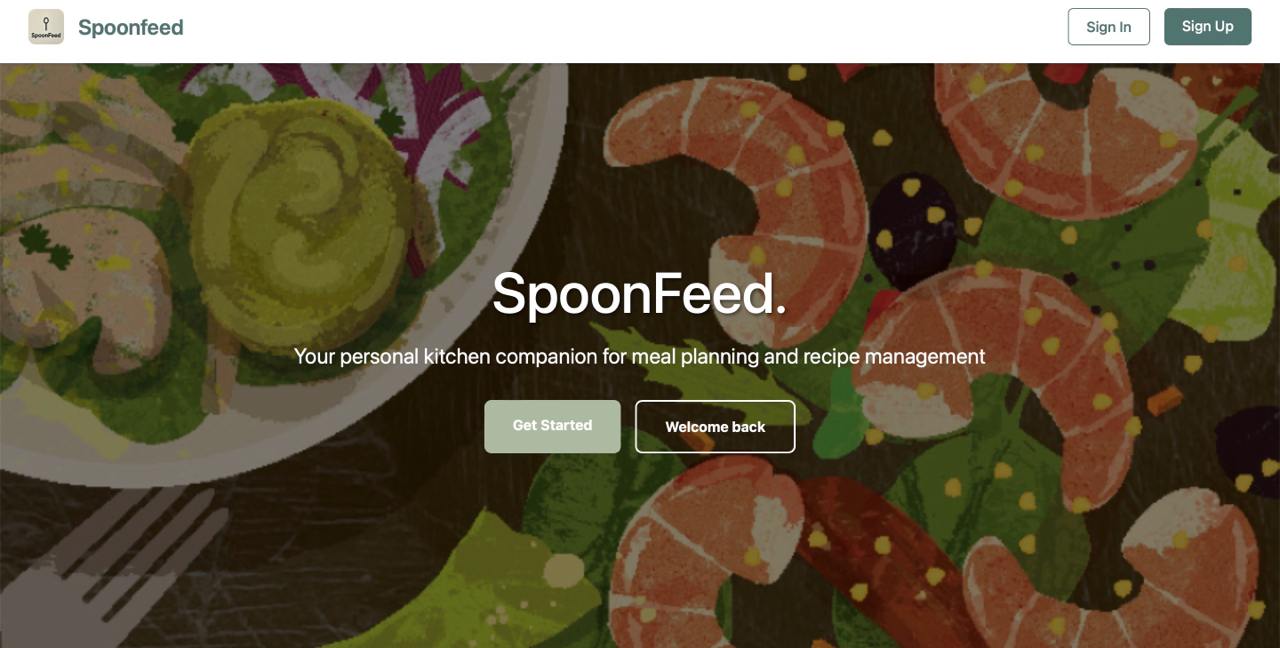 SpoonFeed
Spoonfeed
Sign In
Sign Up
SpoonFeed.
Your personal kitchen companion for meal planning and recipe management
Get Started
Welcome back